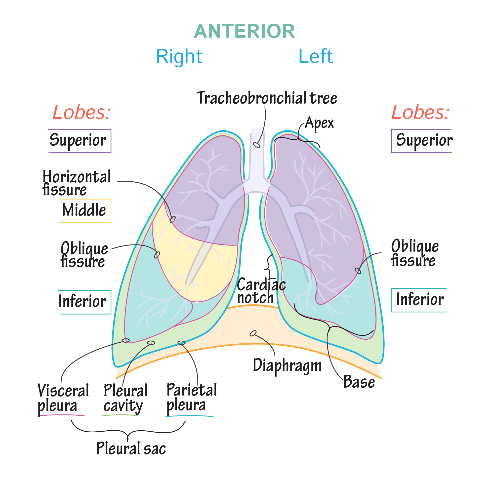 ANTERIOR
Right
Left
Tracheobronchial tree
Lobes:
Lobes:
Apex
Superior
Superior
Horizontal
fissure
Middle
Oblique
fissure
Oblique
fissure
Inferior
Cardiac
notch
Inferior
Diaphragm
Base
Visceral
pleura
Pleural
cavity
Parietal
pleura
Pleural sac